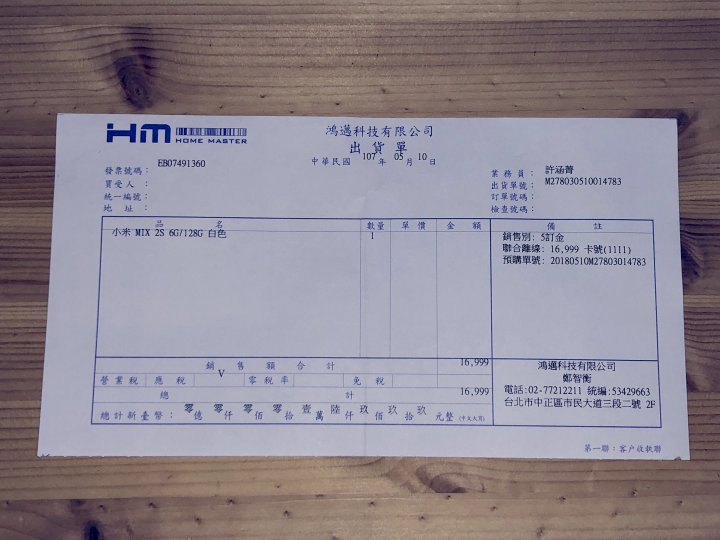 HM HOME MASTER
鴻邁科技有限公司
出貨單
中華民國 107 年 05 月 10 日
發票號碼： EB07491360
買受人：
統一編號：
地址：
業務員： 許涵菁
出貨單號： M278030510014783
訂單號碼：
檢查號碼：
品名 數量 單價 金額 備註
小米 MIX 2S 6G/128G 白色 1
銷售別: 5訂金
聯合離線: 16,999 卡號(1111)
預購單號: 20180510M27803014783
銷售額合計 16,999
營業稅 應稅 V 零稅率 免稅
總計 16,999
總計新臺幣： 零億零仟零佰零拾壹萬陸仟玖佰玖拾玖元整 (中文大寫)
鴻邁科技有限公司
鄭智衡
電話:02-77212211 統編:53429663
台北市中正區市民大道三段二號 2F
第一聯：客戶收執聯